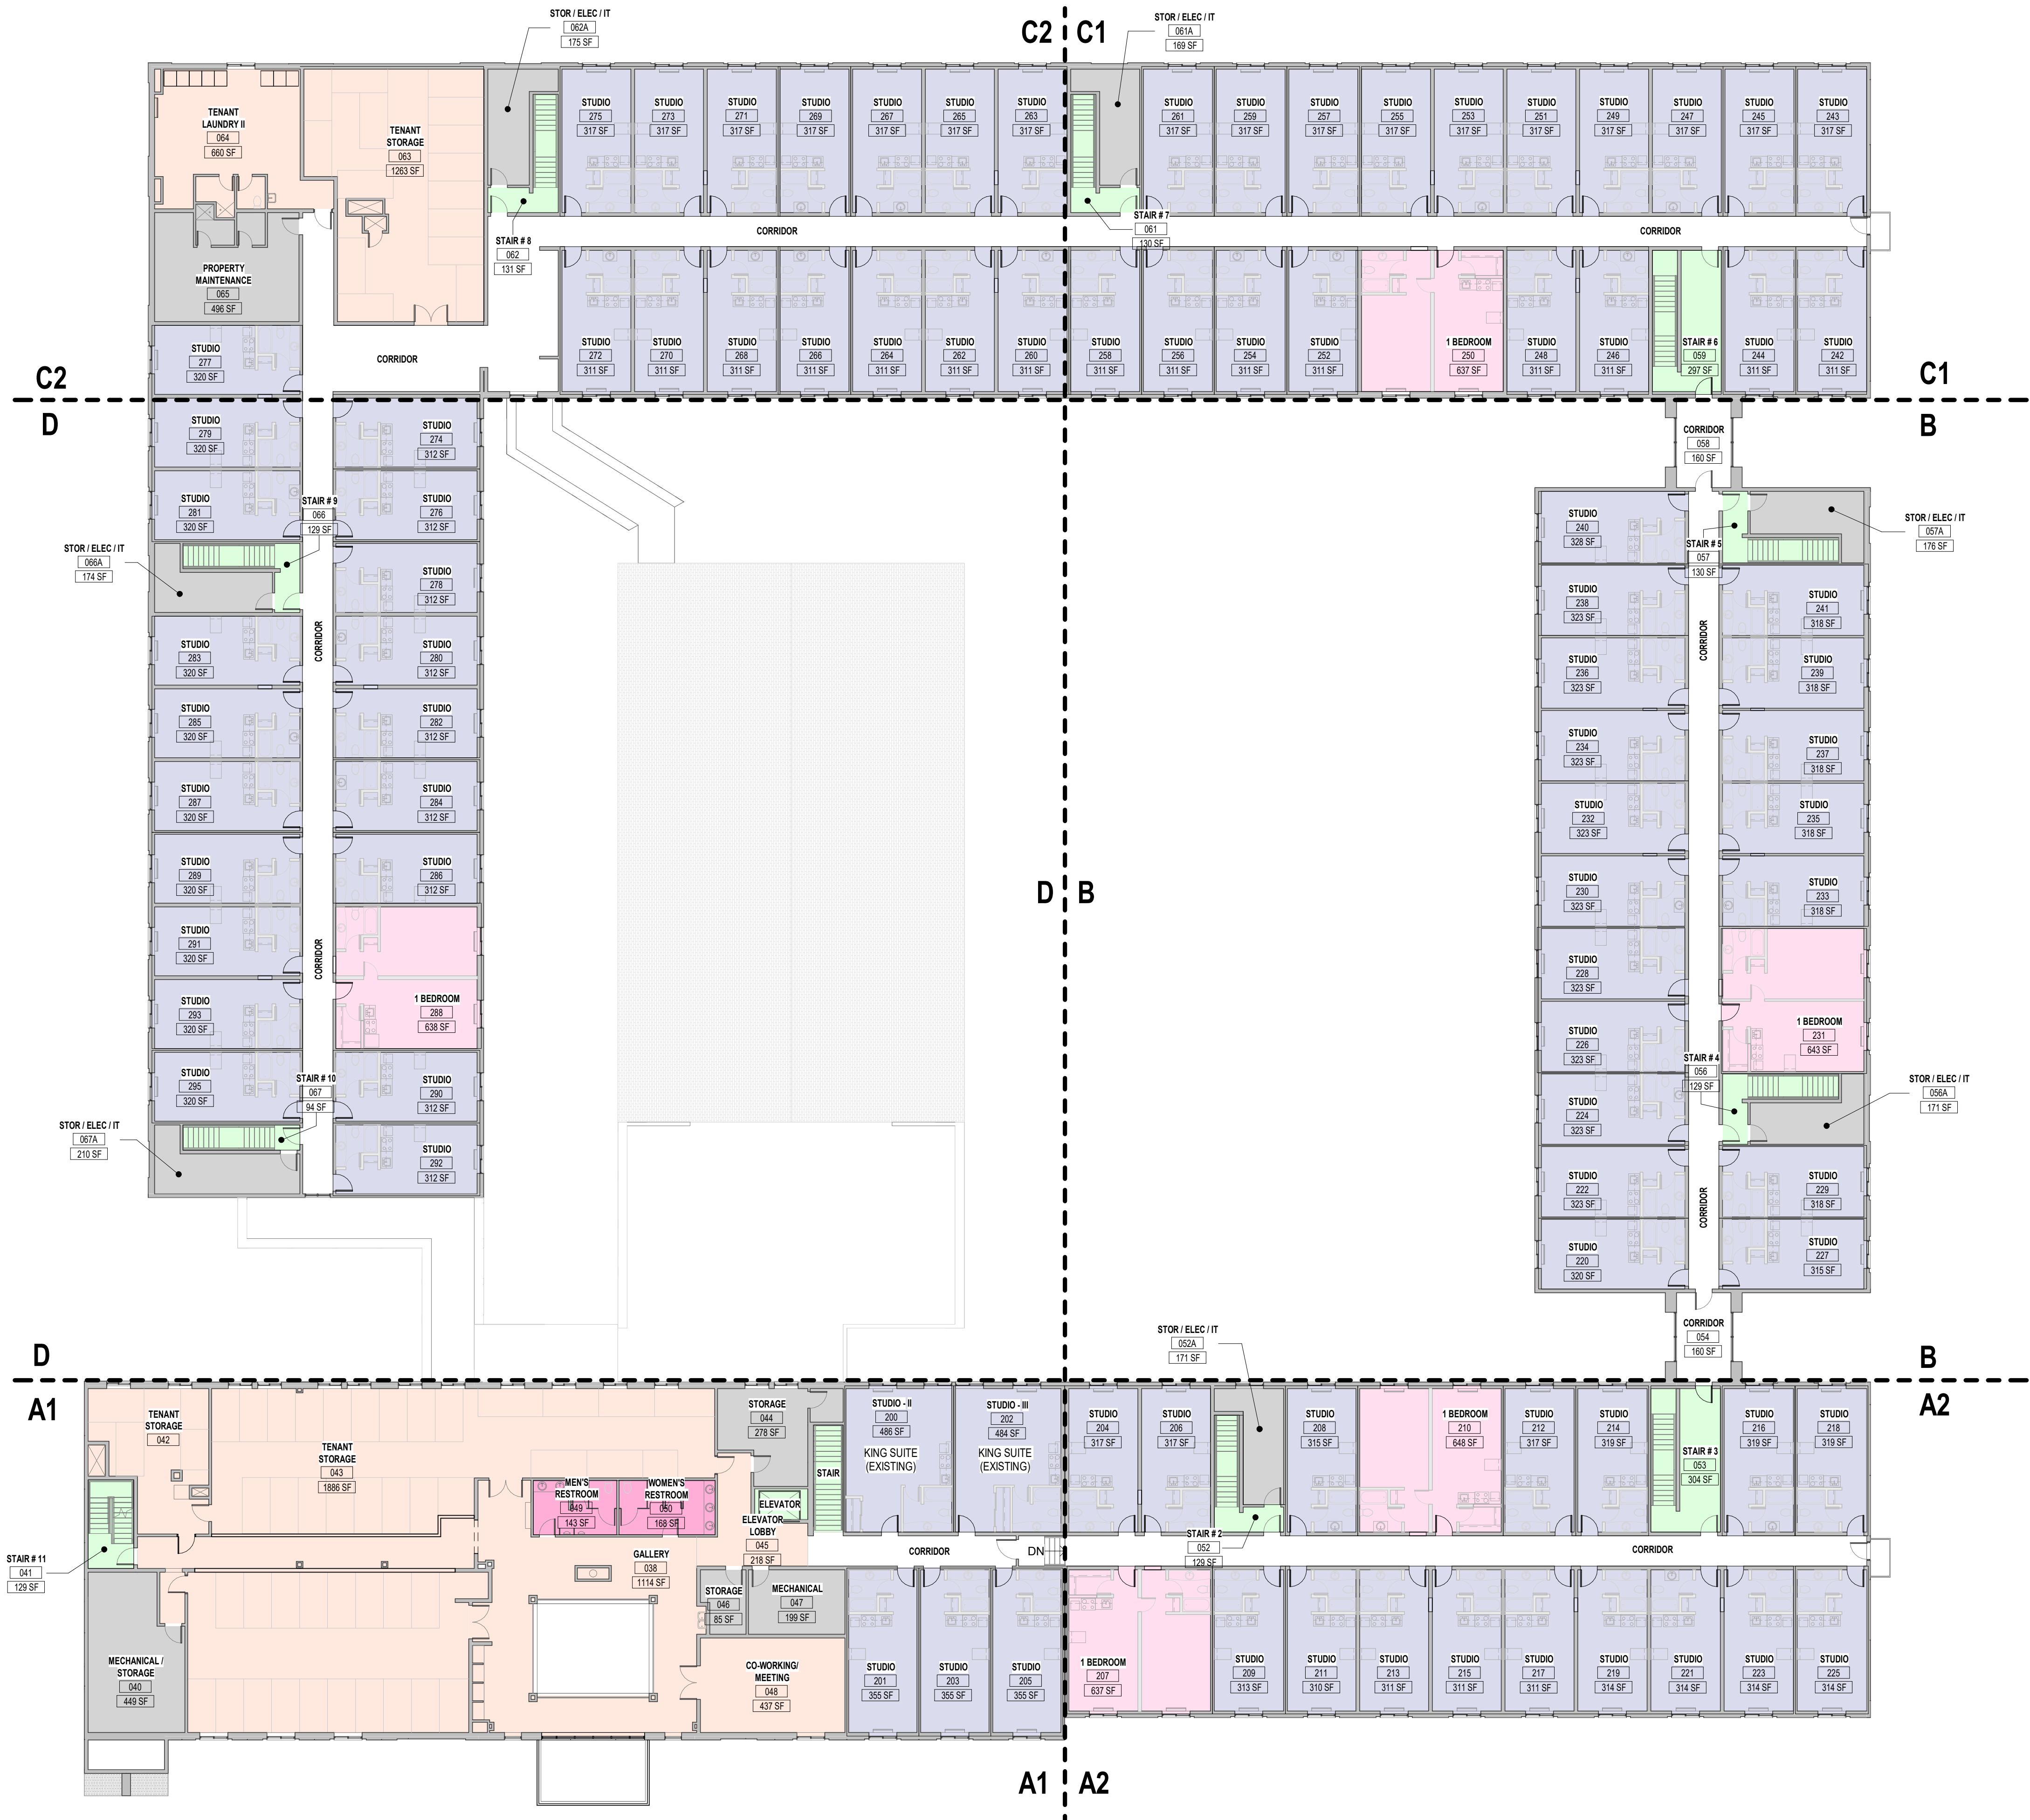 STOR / ELEC / IT
062A
175 SF
C2
C1
STOR / ELEC / IT
061A
169 SF
TENANT
LAUNDRY II
064
660 SF
TENANT
STORAGE
063
1263 SF
STUDIO
275
317 SF
STUDIO
273
317 SF
STUDIO
271
317 SF
STUDIO
269
317 SF
STUDIO
267
317 SF
STUDIO
265
317 SF
STUDIO
263
317 SF
STUDIO
261
317 SF
STUDIO
259
317 SF
STUDIO
257
317 SF
STUDIO
255
317 SF
STUDIO
253
317 SF
STUDIO
251
317 SF
STUDIO
249
317 SF
STUDIO
247
317 SF
STUDIO
245
317 SF
STUDIO
243
317 SF
STAIR # 8
062
131 SF
CORRIDOR
STAIR # 7
061
130 SF
CORRIDOR
PROPERTY
MAINTENANCE
065
496 SF
STUDIO
277
320 SF
CORRIDOR
STUDIO
272
311 SF
STUDIO
270
311 SF
STUDIO
268
311 SF
STUDIO
266
311 SF
STUDIO
264
311 SF
STUDIO
262
311 SF
STUDIO
260
311 SF
STUDIO
258
311 SF
STUDIO
256
311 SF
STUDIO
254
311 SF
STUDIO
252
311 SF
1 BEDROOM
250
637 SF
STUDIO
248
311 SF
STUDIO
246
311 SF
STAIR # 6
059
297 SF
STUDIO
244
311 SF
STUDIO
242
311 SF
C2
C1
D
B
STUDIO
279
320 SF
STUDIO
274
312 SF
CORRIDOR
058
160 SF
STUDIO
281
320 SF
STAIR # 9
066
129 SF
STUDIO
276
312 SF
STOR / ELEC / IT
066A
174 SF
STUDIO
278
312 SF
STUDIO
240
328 SF
STAIR # 5
057
130 SF
STOR / ELEC / IT
057A
176 SF
STUDIO
283
320 SF
CORRIDOR
STUDIO
280
312 SF
STUDIO
238
323 SF
CORRIDOR
STUDIO
241
318 SF
STUDIO
236
323 SF
STUDIO
239
318 SF
STUDIO
285
320 SF
STUDIO
282
312 SF
STUDIO
234
323 SF
STUDIO
237
318 SF
STUDIO
287
320 SF
STUDIO
284
312 SF
STUDIO
232
323 SF
STUDIO
235
318 SF
STUDIO
289
320 SF
STUDIO
286
312 SF
D
B
STUDIO
230
323 SF
STUDIO
233
318 SF
STUDIO
291
320 SF
CORRIDOR
STUDIO
228
323 SF
STUDIO
293
320 SF
1 BEDROOM
288
638 SF
STUDIO
226
323 SF
1 BEDROOM
231
643 SF
STUDIO
295
320 SF
STAIR # 10
067
94 SF
STUDIO
290
312 SF
STUDIO
224
323 SF
STAIR # 4
056
129 SF
STOR / ELEC / IT
056A
171 SF
STOR / ELEC / IT
067A
210 SF
STUDIO
292
312 SF
STUDIO
222
323 SF
CORRIDOR
STUDIO
229
318 SF
STUDIO
220
320 SF
STUDIO
227
315 SF
STOR / ELEC / IT
052A
171 SF
CORRIDOR
054
160 SF
D
B
A1
A2
TENANT
STORAGE
042
TENANT
STORAGE
043
1886 SF
STORAGE
044
278 SF
STAIR
STUDIO - II
200
486 SF
KING SUITE
(EXISTING)
STUDIO - III
202
484 SF
KING SUITE
(EXISTING)
STUDIO
204
317 SF
STUDIO
206
317 SF
STUDIO
208
315 SF
1 BEDROOM
210
648 SF
STUDIO
212
317 SF
STUDIO
214
319 SF
STAIR # 3
053
304 SF
STUDIO
216
319 SF
STUDIO
218
319 SF
MEN'S
RESTROOM
049
143 SF
WOMEN'S
RESTROOM
050
168 SF
ELEVATOR
ELEVATOR
LOBBY
045
218 SF
STAIR # 11
041
129 SF
GALLERY
038
1114 SF
CORRIDOR
DN
STAIR # 2
052
129 SF
CORRIDOR
STORAGE
046
85 SF
MECHANICAL
047
199 SF
MECHANICAL /
STORAGE
040
449 SF
CO-WORKING/
MEETING
048
437 SF
STUDIO
201
355 SF
STUDIO
203
355 SF
STUDIO
205
355 SF
1 BEDROOM
207
637 SF
STUDIO
209
313 SF
STUDIO
211
310 SF
STUDIO
213
311 SF
STUDIO
215
311 SF
STUDIO
217
311 SF
STUDIO
219
314 SF
STUDIO
221
314 SF
STUDIO
223
314 SF
STUDIO
225
314 SF
A1
A2